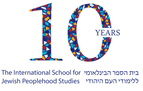 10 YEARS
The International School for בית הספר הבינלאומי
Jewish Peoplehood Studies ללימודי העם היהודי